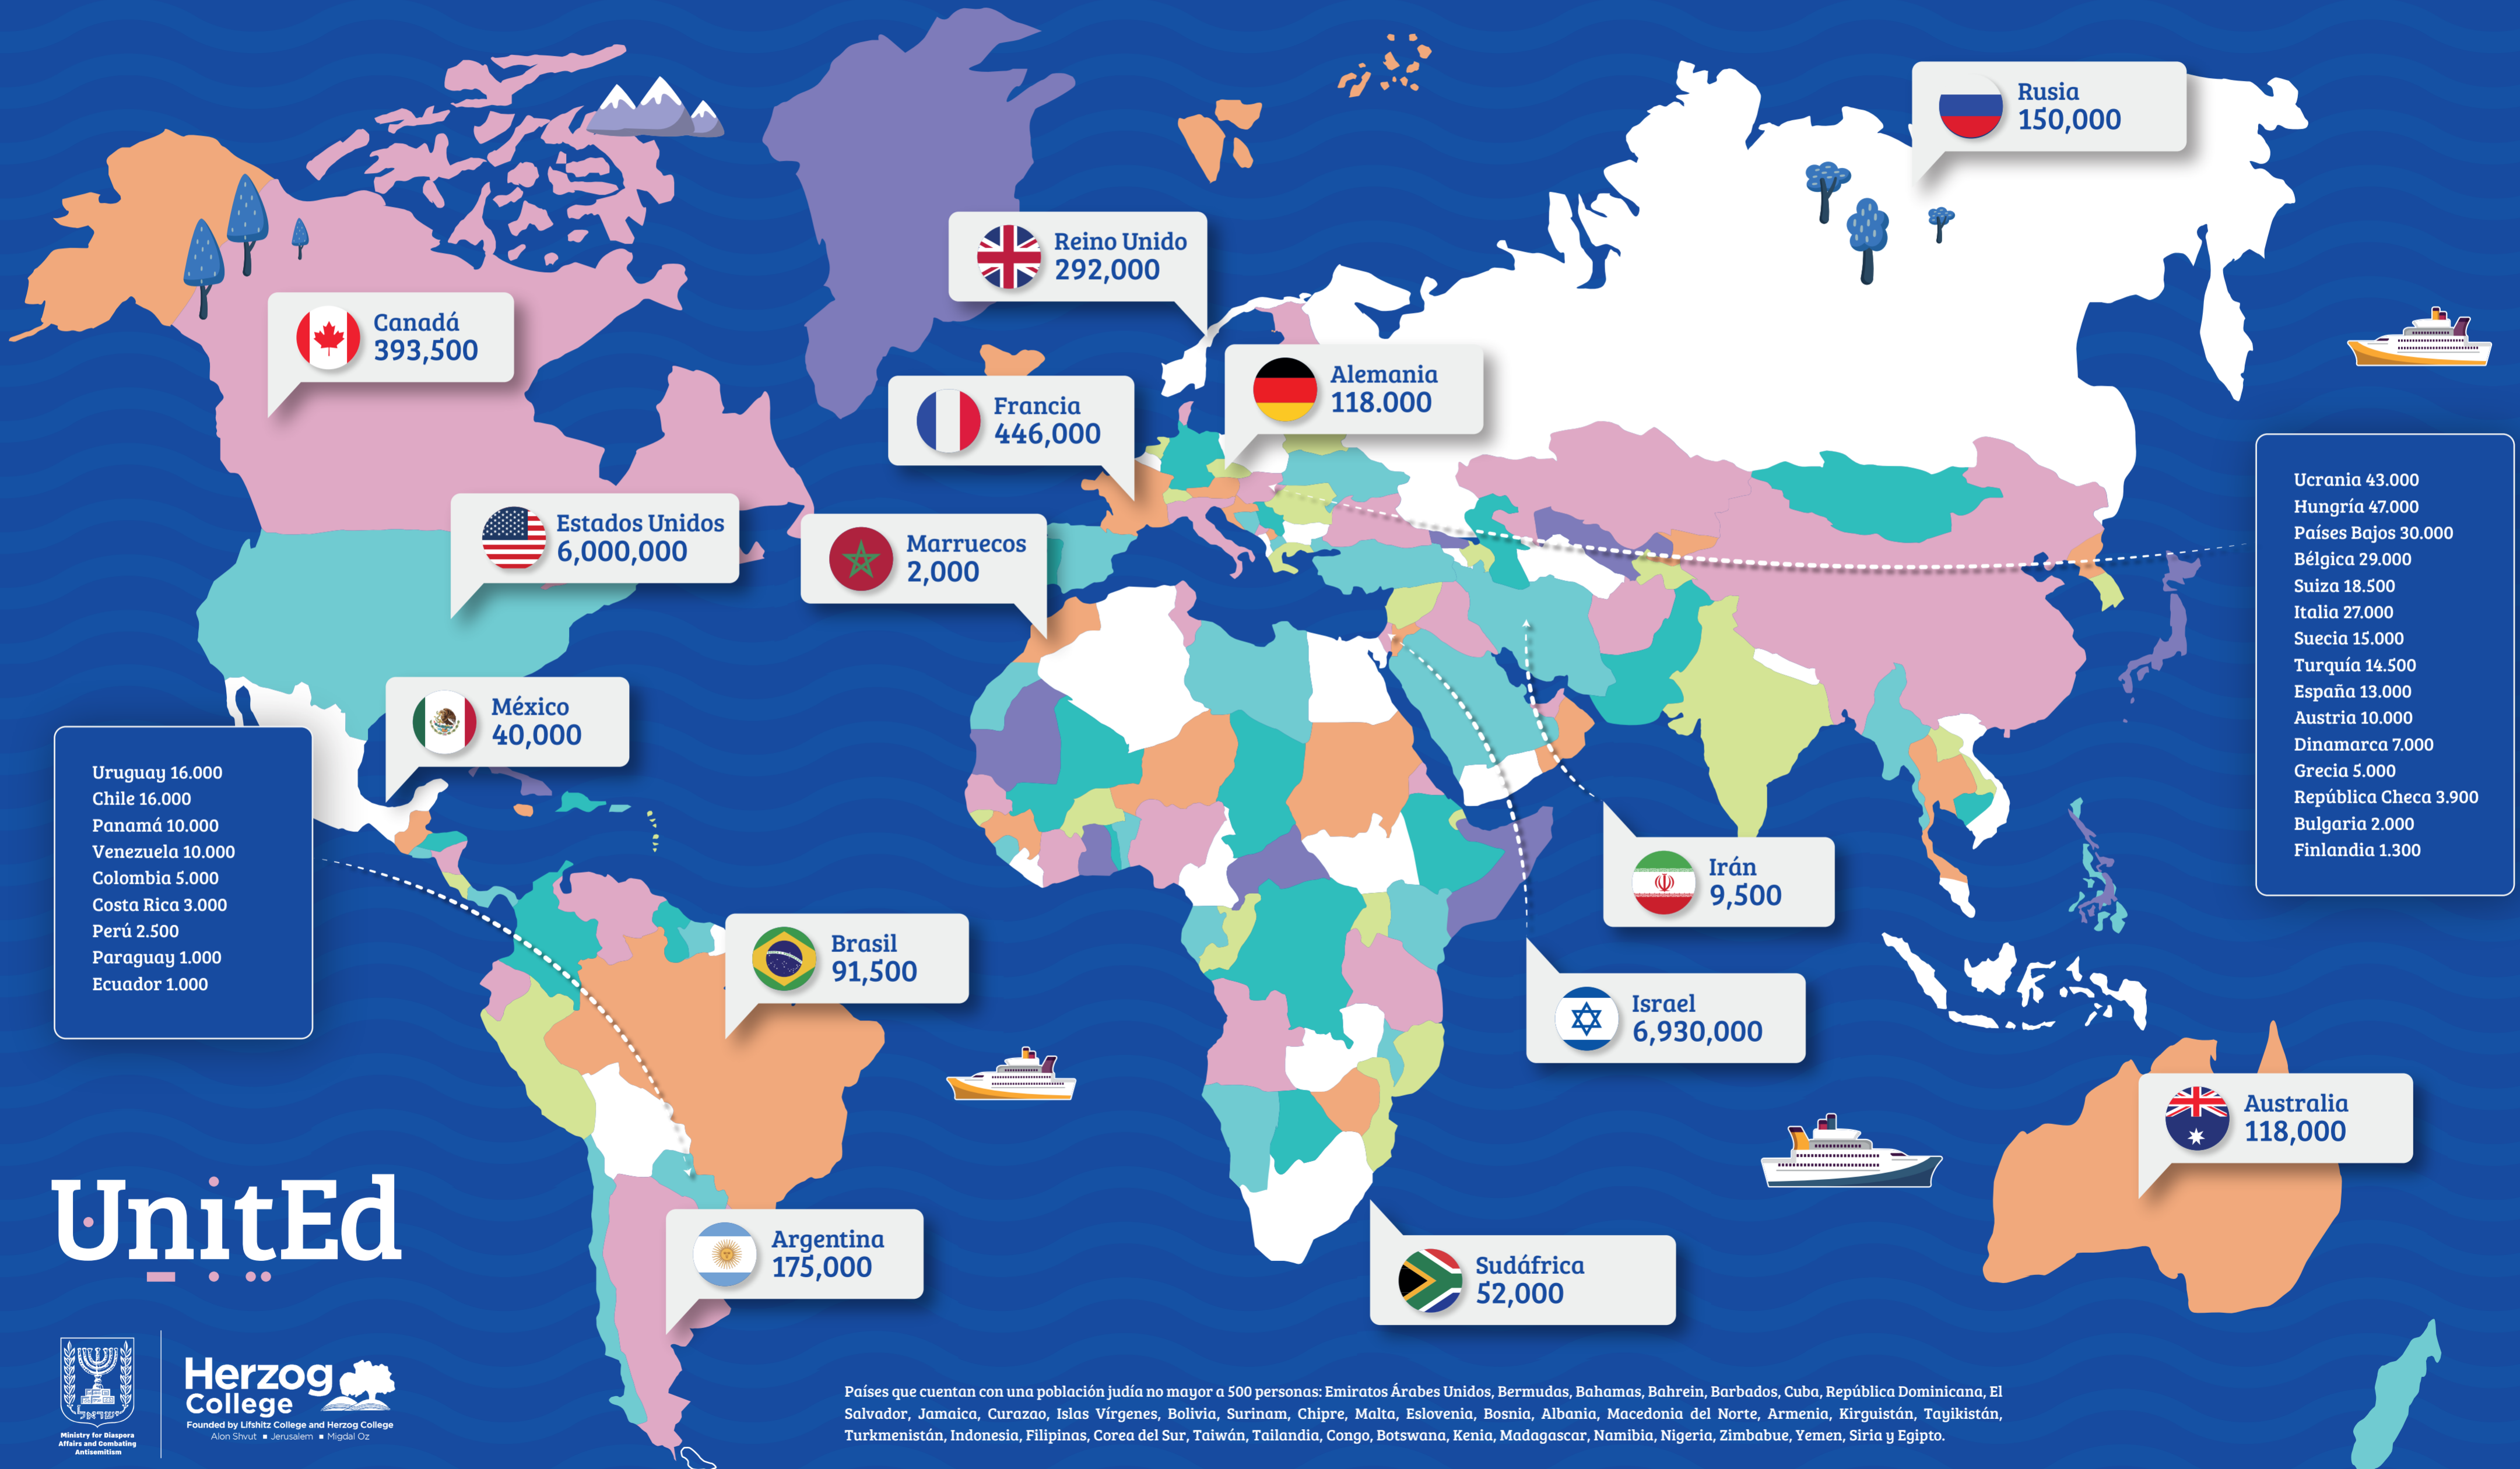 Rusia
150,000
Reino Unido
292,000
Canadá
393,500
Alemania
118.000
Francia
446,000
Estados Unidos
6,000,000
Marruecos
2,000
México
40,000
Ucrania 43.000
Hungría 47.000
Países Bajos 30.000
Bélgica 29.000
Suiza 18.500
Italia 27.000
Suecia 15.000
Turquía 14.500
España 13.000
Austria 10.000
Dinamarca 7.000
Grecia 5.000
República Checa 3.900
Bulgaria 2.000
Finlandia 1.300
Uruguay 16.000
Chile 16.000
Panamá 10.000
Venezuela 10.000
Colombia 5.000
Costa Rica 3.000
Perú 2.500
Paraguay 1.000
Ecuador 1.000
Irán
9,500
Brasil
91,500
Israel
6,930,000
Australia
118,000
Argentina
175,000
Sudáfrica
52,000
UnitEd
ישראל
Ministry for Diaspora
Affairs and Combating
Antisemitism
Herzog
College
Founded by Lifshitz College and Herzog College
Alon Shvut ▪ Jerusalem ▪ Migdal Oz
Países que cuentan con una población judía no mayor a 500 personas: Emiratos Árabes Unidos, Bermudas, Bahamas, Bahrein, Barbados, Cuba, República Dominicana, El
Salvador, Jamaica, Curazao, Islas Vírgenes, Bolivia, Surinam, Chipre, Malta, Eslovenia, Bosnia, Albania, Macedonia del Norte, Armenia, Kirguistán, Tayikistán,
Turkmenistán, Indonesia, Filipinas, Corea del Sur, Taiwán, Tailandia, Congo, Botswana, Kenia, Madagascar, Namibia, Nigeria, Zimbabue, Yemen, Siria y Egipto.